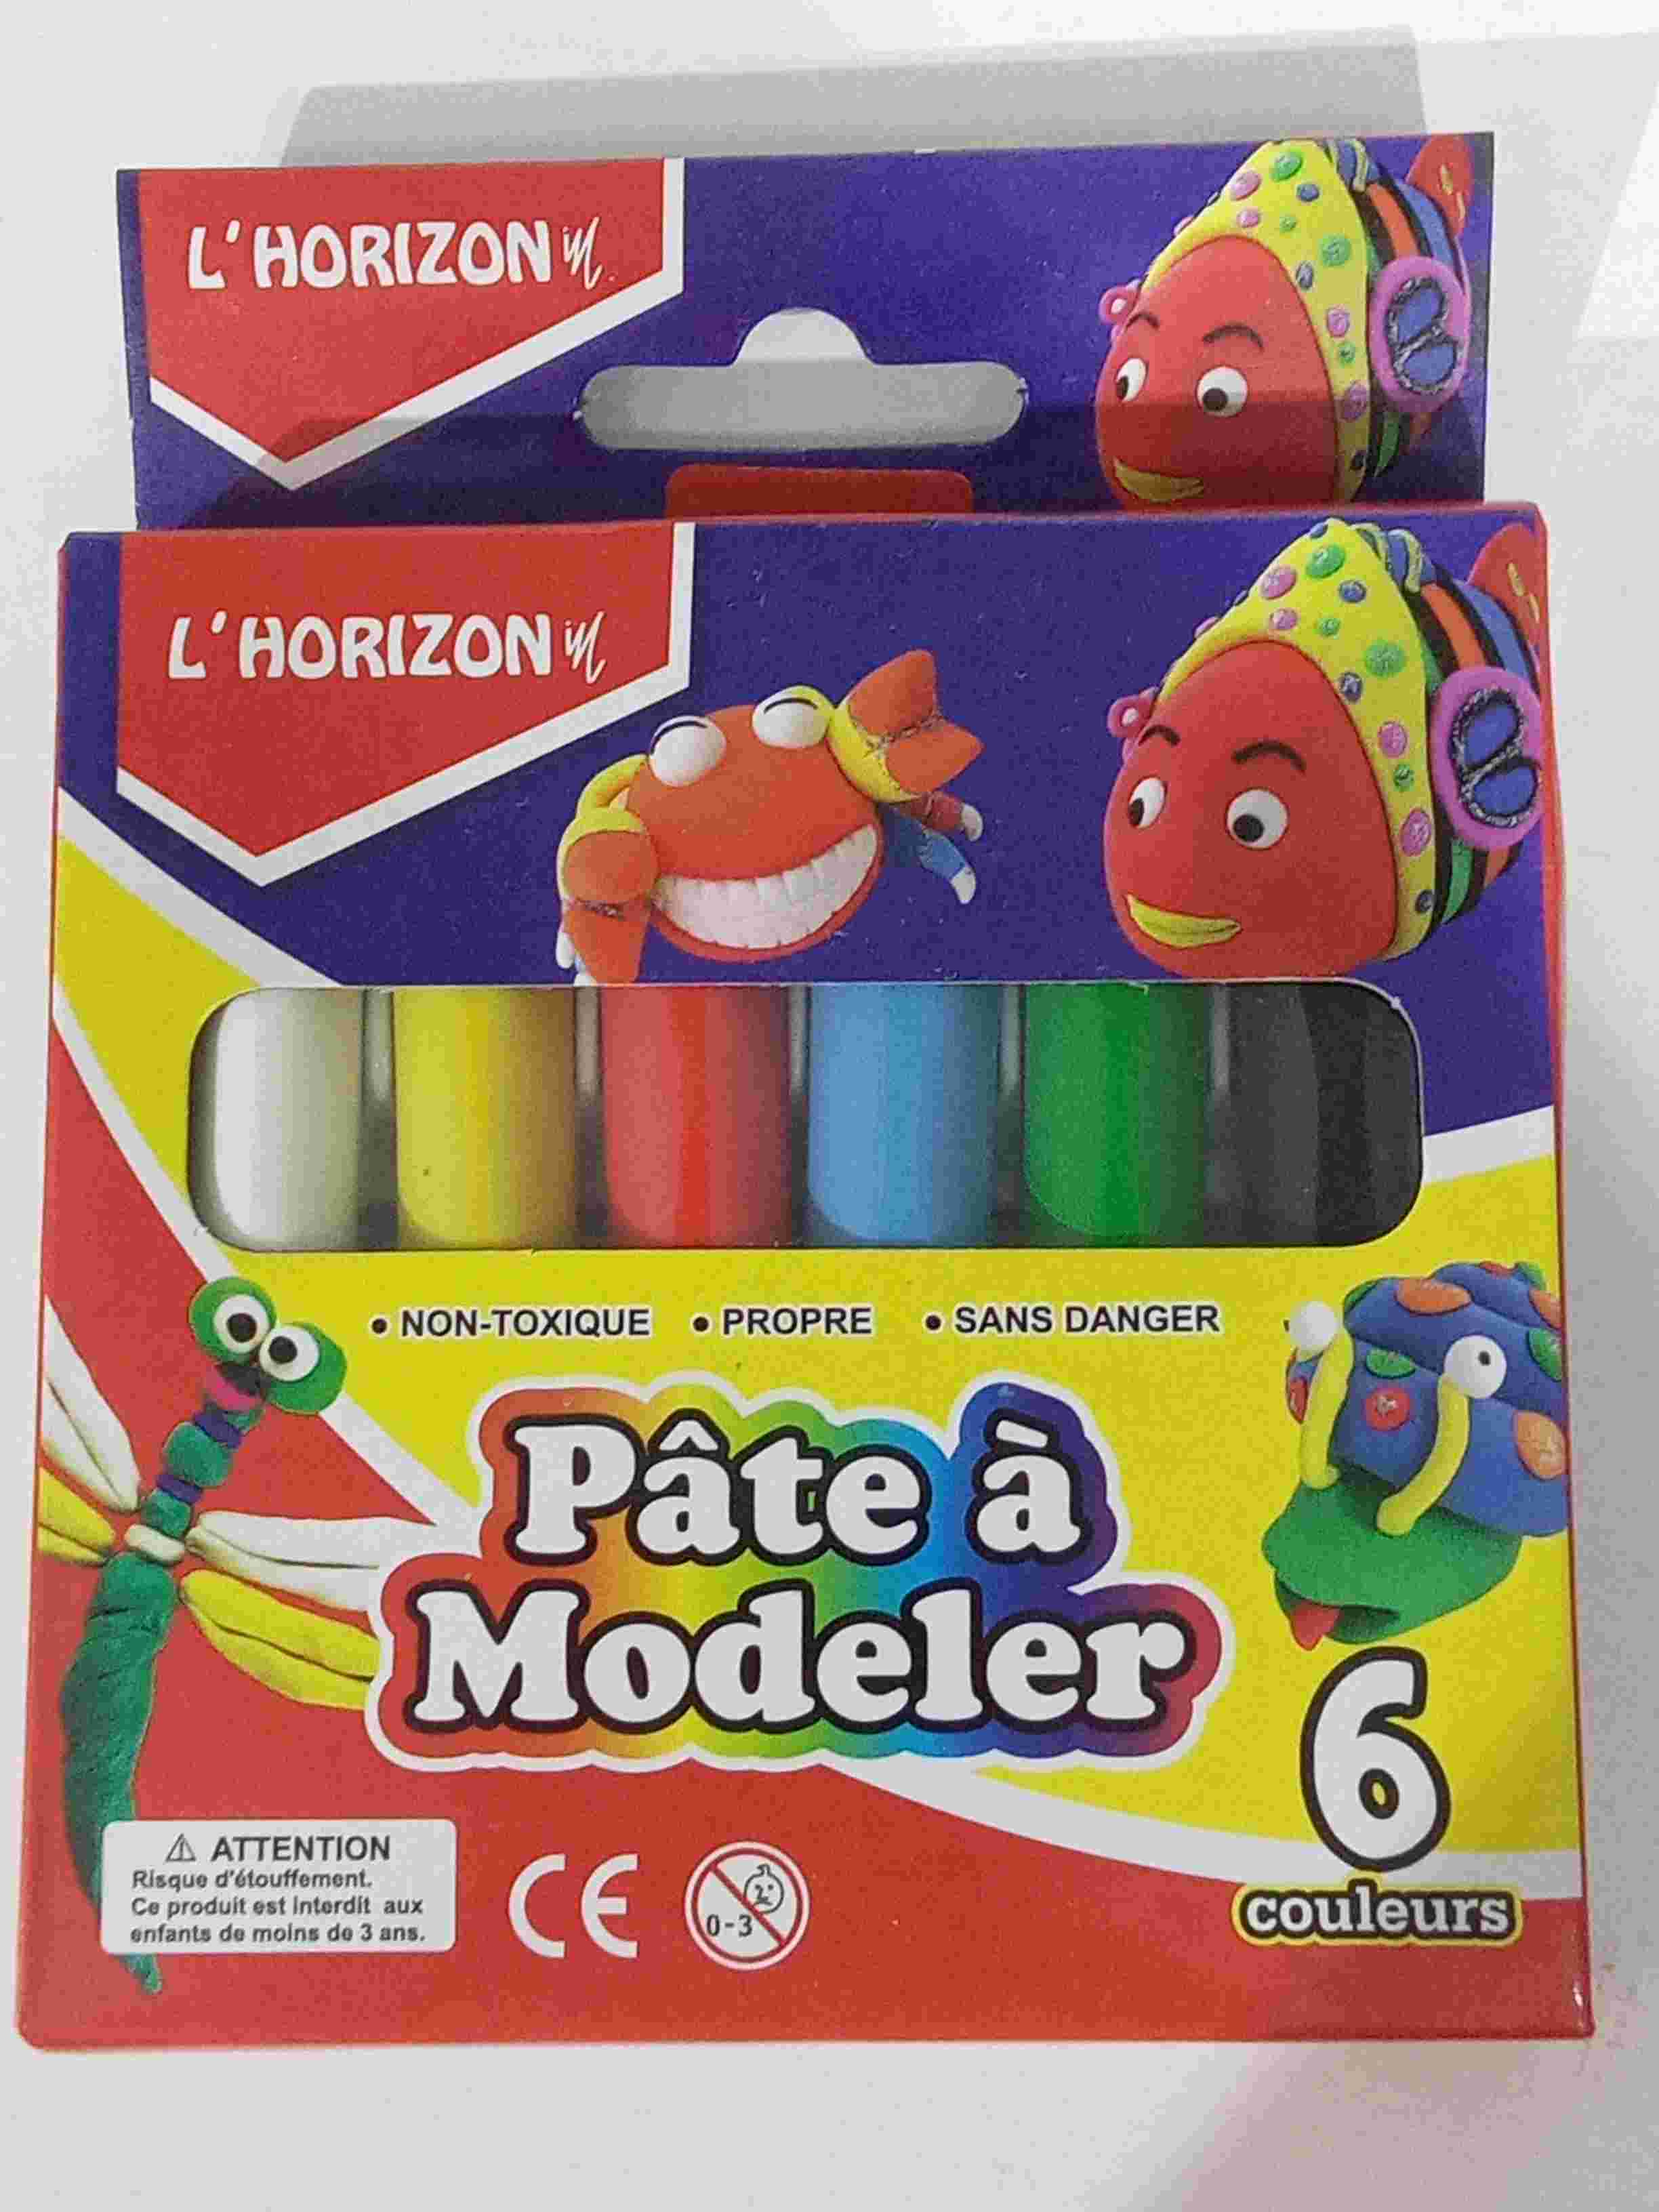 L'HORIZON
L'HORIZON
• NON-TOXIQUE • PROPRE • SANS DANGER
Pâte à
Modeler
6
couleurs
⚠ ATTENTION
Risque d'étouffement.
Ce produit est interdit aux
enfants de moins de 3 ans.
CE
0-3